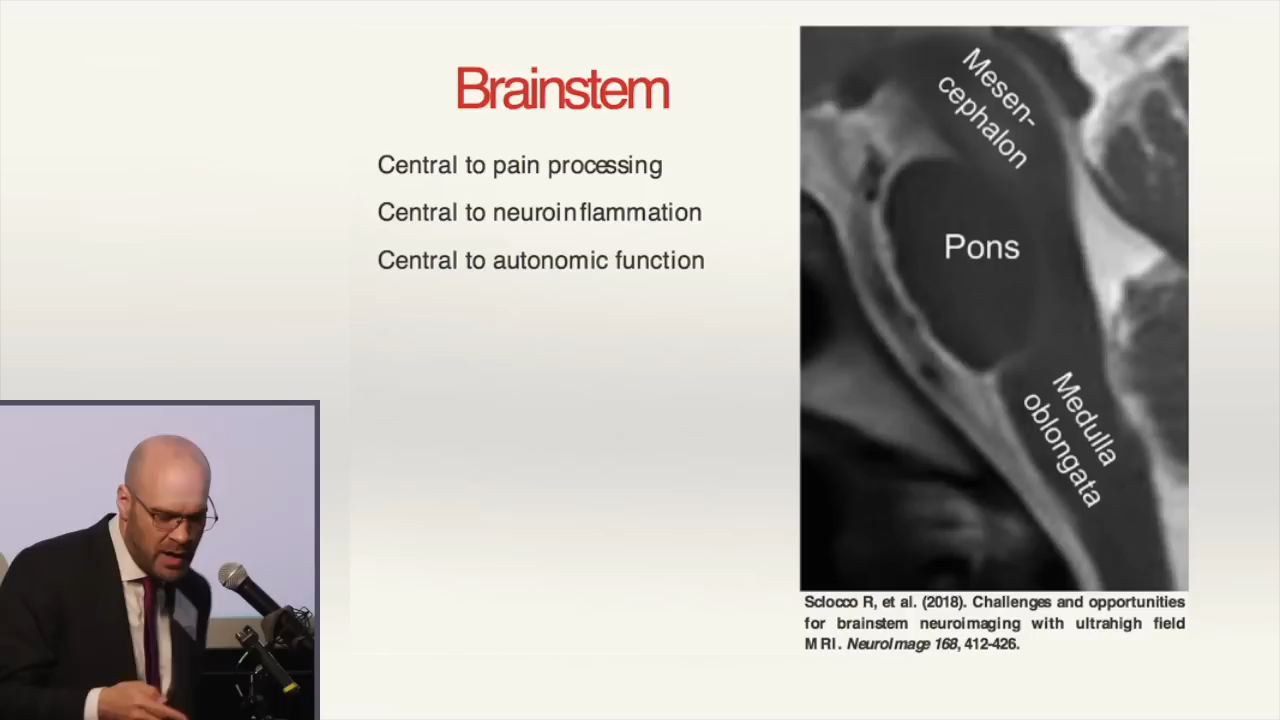 Brainstem
Central to pain processing
Central to neuroinflammation
Central to autonomic function
Mesen-
cephalon
Pons
Medulla
oblongata
Sclocco R, et al. (2018). Challenges and opportunities
for brainstem neuroimaging with ultrahigh field
MRI. NeuroImage 168, 412-426.